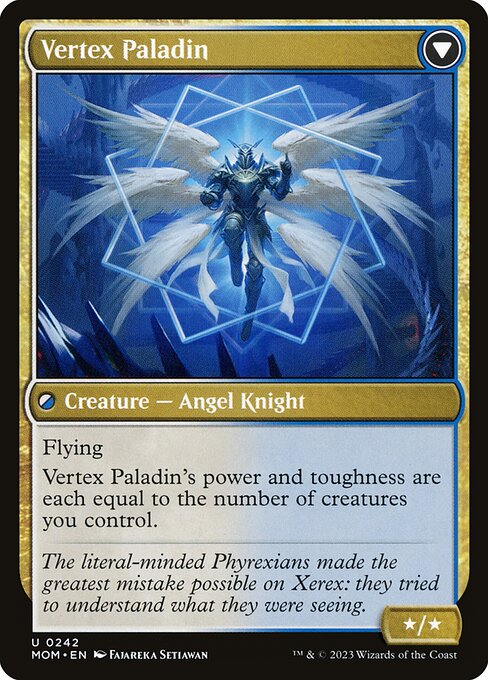 Vertex Paladin
Creature — Angel Knight
Flying
Vertex Paladin's power and toughness are
each equal to the number of creatures
you control.
The literal-minded Phyrexians made the
greatest mistake possible on Xerex: they tried
to understand what they were seeing.
★/★
U 0242
MOM • EN Fajareka Setiawan
™ & © 2023 Wizards of the Coast